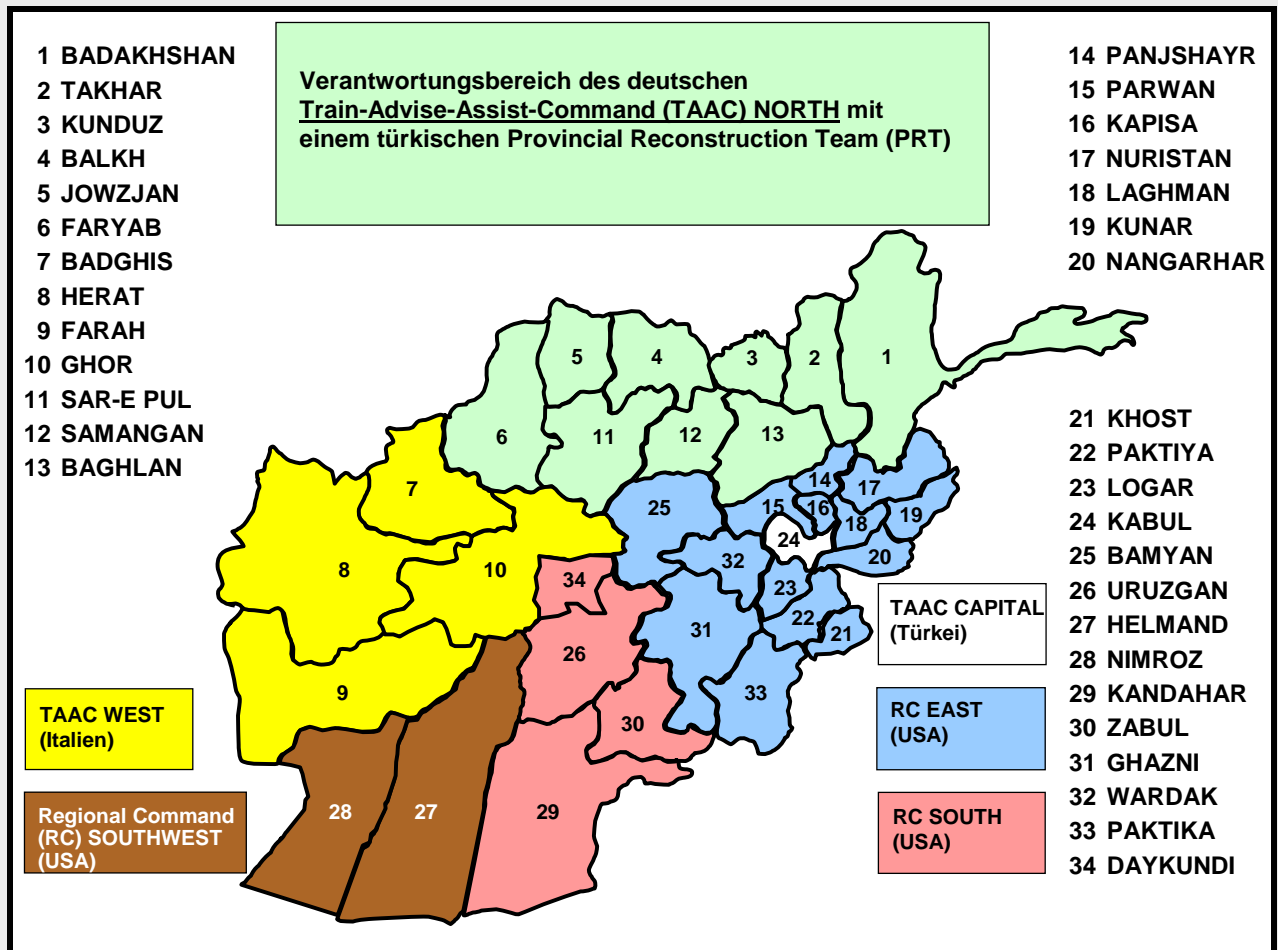 1 BADAKHSHAN
2 TAKHAR
3 KUNDUZ
4 BALKH
5 JOWZJAN
6 FARYAB
7 BADGHIS
8 HERAT
9 FARAH
10 GHOR
11 SAR-E PUL
12 SAMANGAN
13 BAGHLAN
Verantwortungsbereich des deutschen
Train-Advise-Assist-Command (TAAC) NORTH mit
einem türkischen Provincial Reconstruction Team (PRT)
14 PANJSHAYR
15 PARWAN
16 KAPISA
17 NURISTAN
18 LAGHMAN
19 KUNAR
20 NANGARHAR
21 KHOST
22 PAKTIYA
23 LOGAR
24 KABUL
25 BAMYAN
26 URUZGAN
27 HELMAND
28 NIMROZ
29 KANDAHAR
30 ZABUL
31 GHAZNI
32 WARDAK
33 PAKTIKA
34 DAYKUNDI
5
4
3
2
1
6
11
12
13
7
25
15
14
16
17
18
19
24
20
8
10
34
32
23
22
21
31
26
9
33
30
28
27
29
TAAC WEST
(Italien)
Regional Command
(RC) SOUTHWEST
(USA)
TAAC CAPITAL
(Türkei)
RC EAST
(USA)
RC SOUTH
(USA)